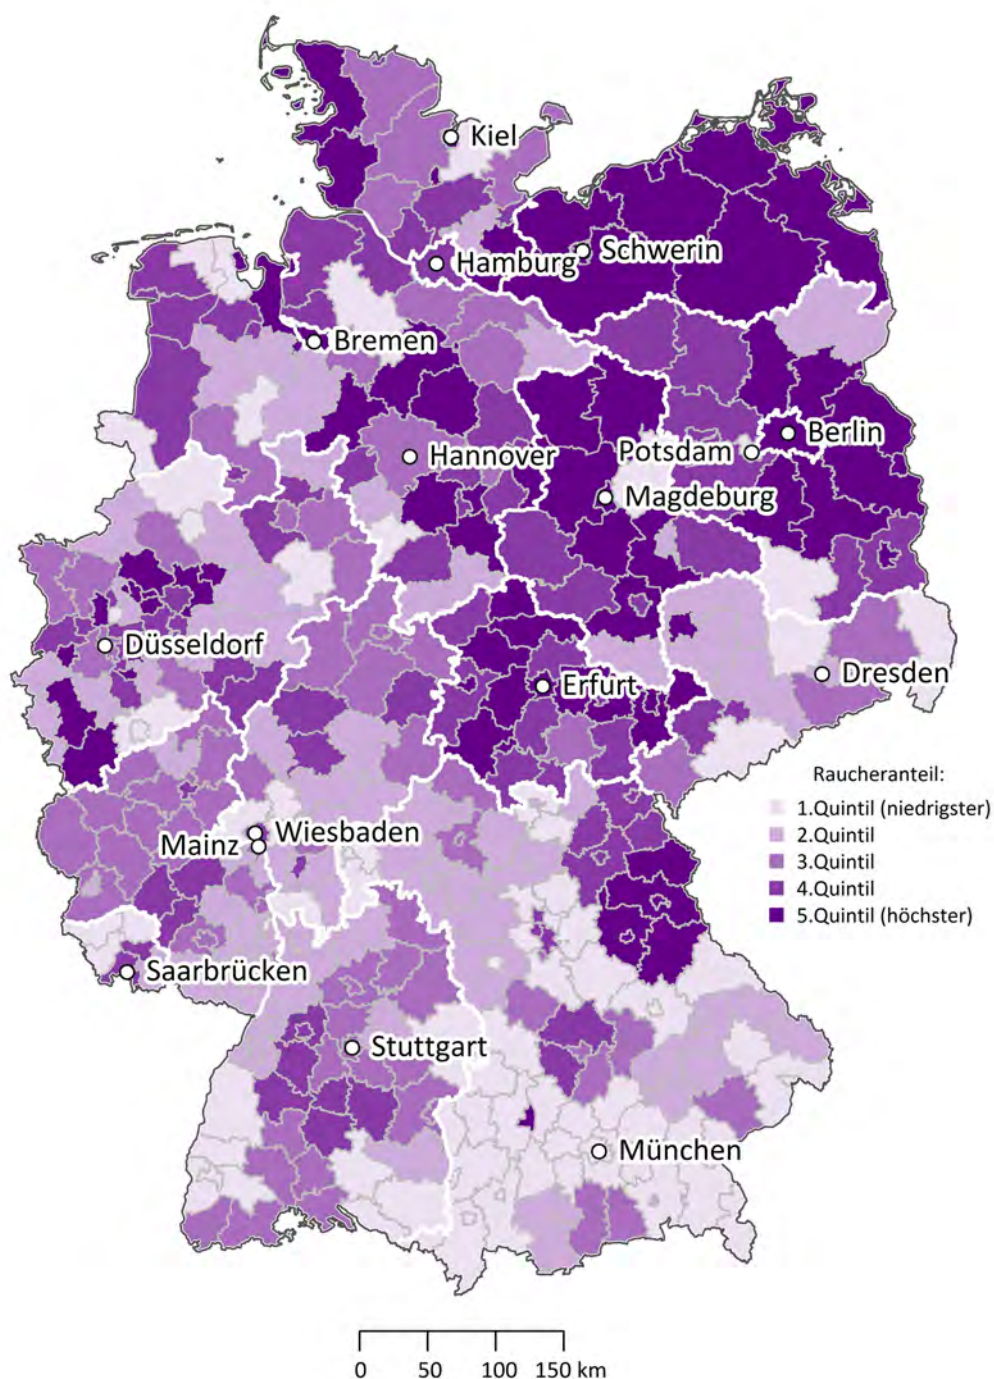 Kiel
Schwerin
Hamburg
Bremen
Berlin
Hannover
Potsdam
Magdeburg
Düsseldorf
Erfurt
Dresden
Raucheranteil:
1.Quintil (niedrigster)
2.Quintil
3.Quintil
4.Quintil
5.Quintil (höchster)
Wiesbaden
Mainz
Saarbrücken
Stuttgart
München
0 50 100 150 km